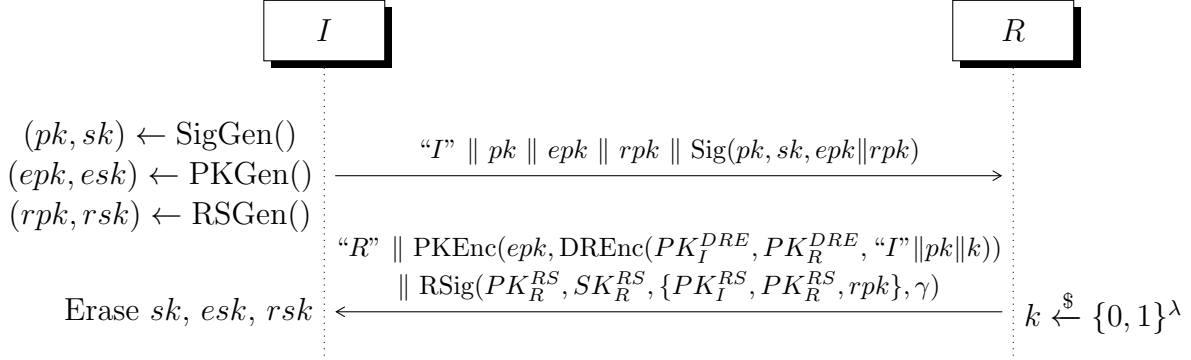 I R
(pk, sk) ← SigGen()
(epk, esk) ← PKGen()
(rpk, rsk) ← RSGen()
“I” ∥ pk ∥ epk ∥ rpk ∥ Sig(pk, sk, epk∥rpk)
“R” ∥ PKEnc(epk, DREnc(PK_I^{DRE}, PK_R^{DRE}, “I”∥pk∥k))
∥ RSig(PK_R^{RS}, SK_R^{RS}, {PK_I^{RS}, PK_R^{RS}, rpk}, γ)
Erase sk, esk, rsk
k ←$ {0, 1}^λ